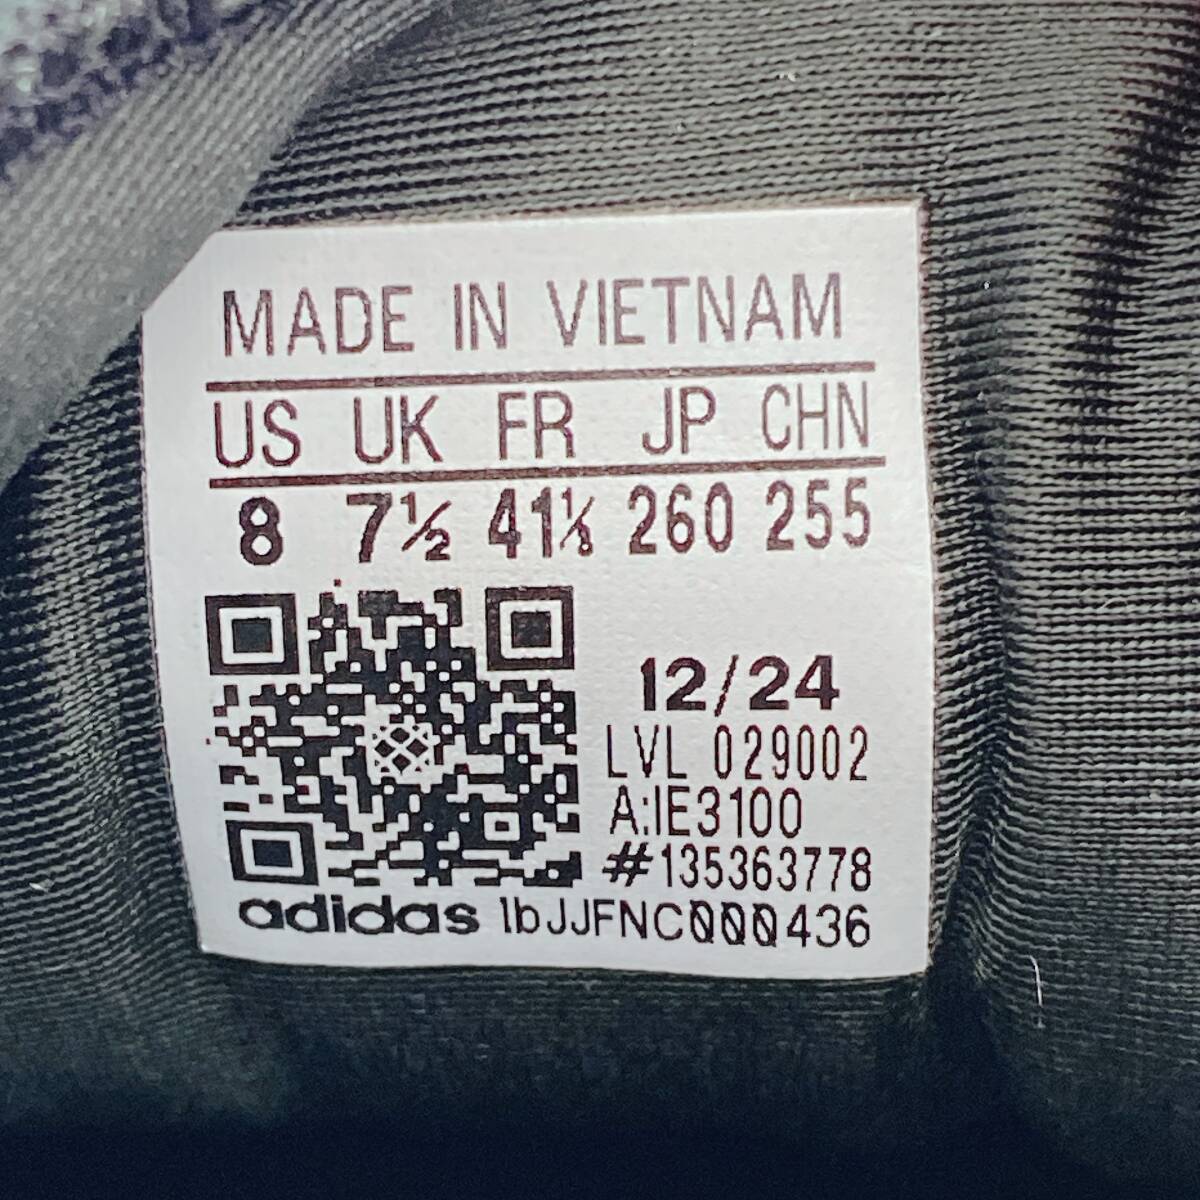 MADE IN VIETNAM
US UK FR JP CHN
8 7½ 41⅓ 260 255
12/24
LVL 029002
A:IE3100
#135363778
adidas 1bJJFNC000436